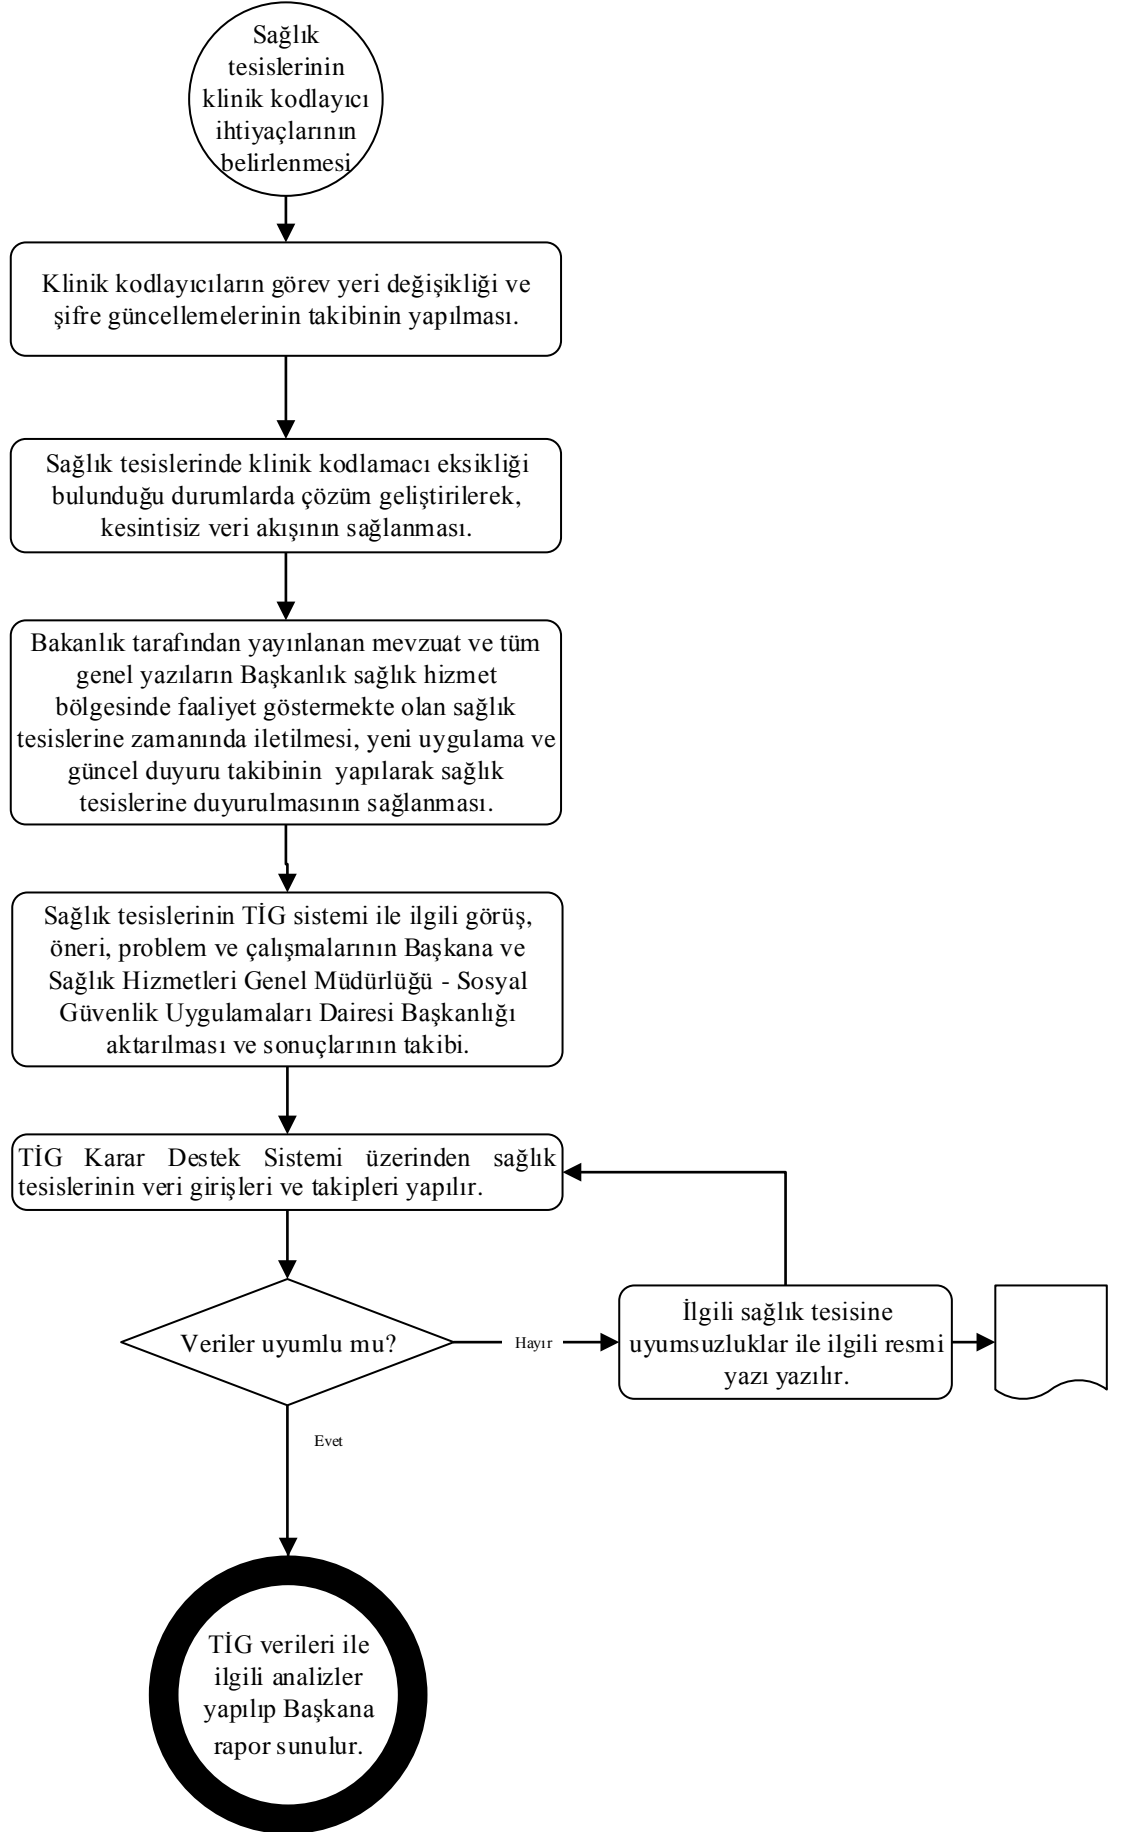 Sağlık
tesislerinin
klinik kodlayıcı
ihtiyaçlarının
belirlenmesi
Klinik kodlayıcıların görev yeri değişikliği ve
şifre güncellemelerinin takibinin yapılması.
Sağlık tesislerinde klinik kodlamacı eksikliği
bulunduğu durumlarda çözüm geliştirilerek,
kesintisiz veri akışının sağlanması.
Bakanlık tarafından yayınlanan mevzuat ve tüm
genel yazıların Başkanlık sağlık hizmet
bölgesinde faaliyet göstermekte olan sağlık
tesislerine zamanında iletilmesi, yeni uygulama ve
güncel duyuru takibinin yapılarak sağlık
tesislerine duyurulmasının sağlanması.
Sağlık tesislerinin TİG sistemi ile ilgili görüş,
öneri, problem ve çalışmalarının Başkana ve
Sağlık Hizmetleri Genel Müdürlüğü - Sosyal
Güvenlik Uygulamaları Dairesi Başkanlığı
aktarılması ve sonuçlarının takibi.
TİG Karar Destek Sistemi üzerinden sağlık
tesislerinin veri girişleri ve takipleri yapılır.
Veriler uyumlu mu?
Hayır
İlgili sağlık tesisine
uyumsuzluklar ile ilgili resmi
yazı yazılır.
Evet
TİG verileri ile
ilgili analizler
yapılıp Başkana
rapor sunulur.